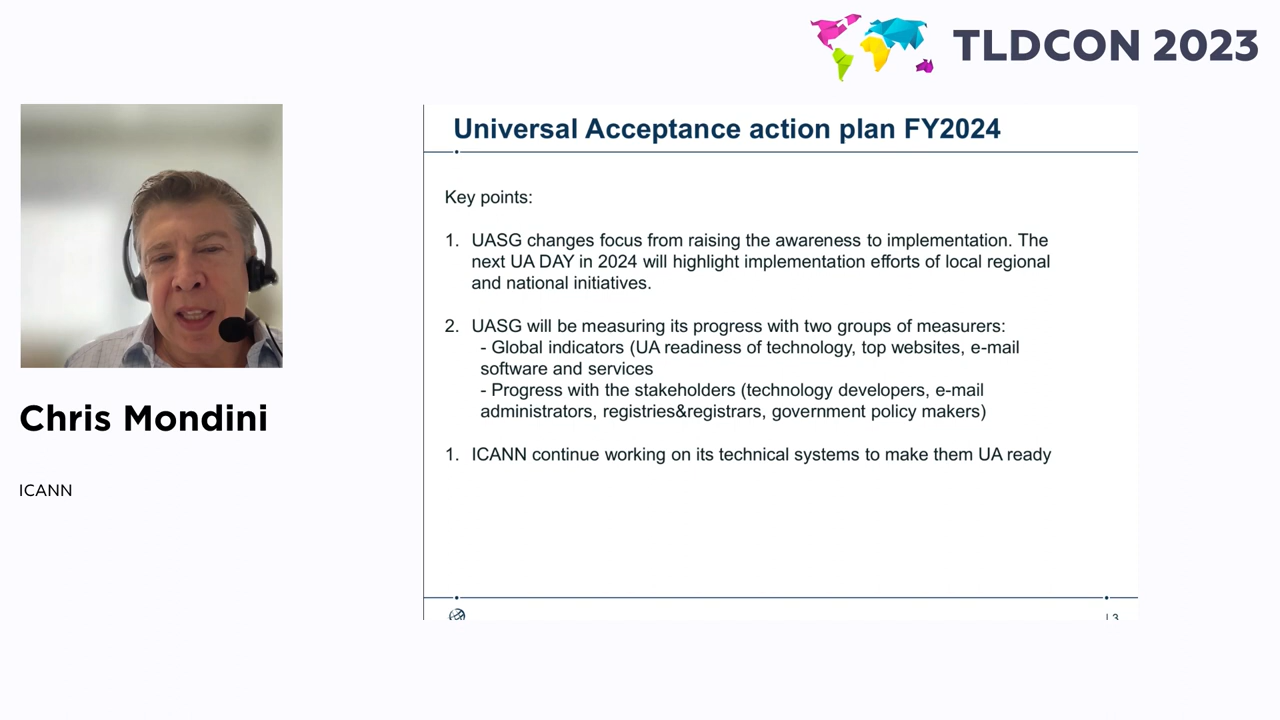 TLDCON 2023
Universal Acceptance action plan FY2024
Key points:
1. UASG changes focus from raising the awareness to implementation. The
next UA DAY in 2024 will highlight implementation efforts of local regional
and national initiatives.
2. UASG will be measuring its progress with two groups of measurers:
- Global indicators (UA readiness of technology, top websites, e-mail
software and services
- Progress with the stakeholders (technology developers, e-mail
administrators, registries&registrars, government policy makers)
1. ICANN continue working on its technical systems to make them UA ready
| 3
Chris Mondini
ICANN